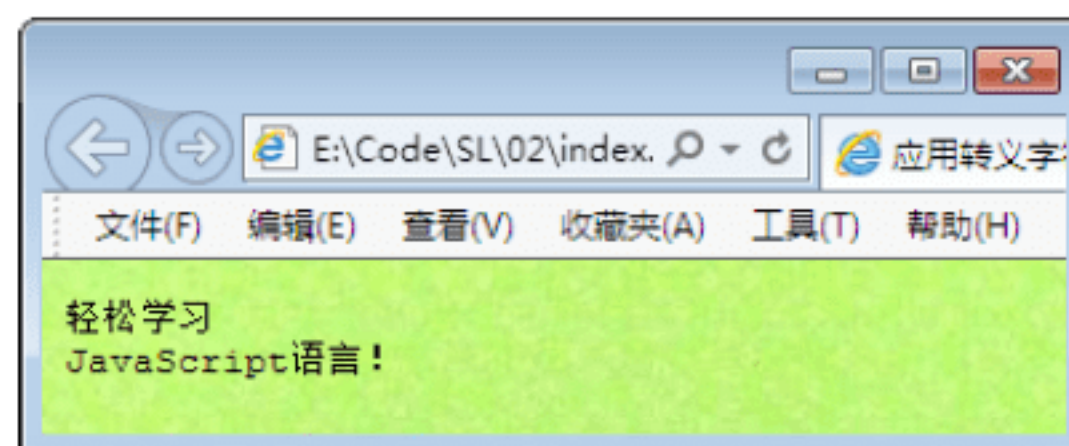 E:\Code\SL\02\index.
应用转义字
文件(F) 编辑(E) 查看(V) 收藏夹(A) 工具(T) 帮助(H)
轻松学习
JavaScript语言!